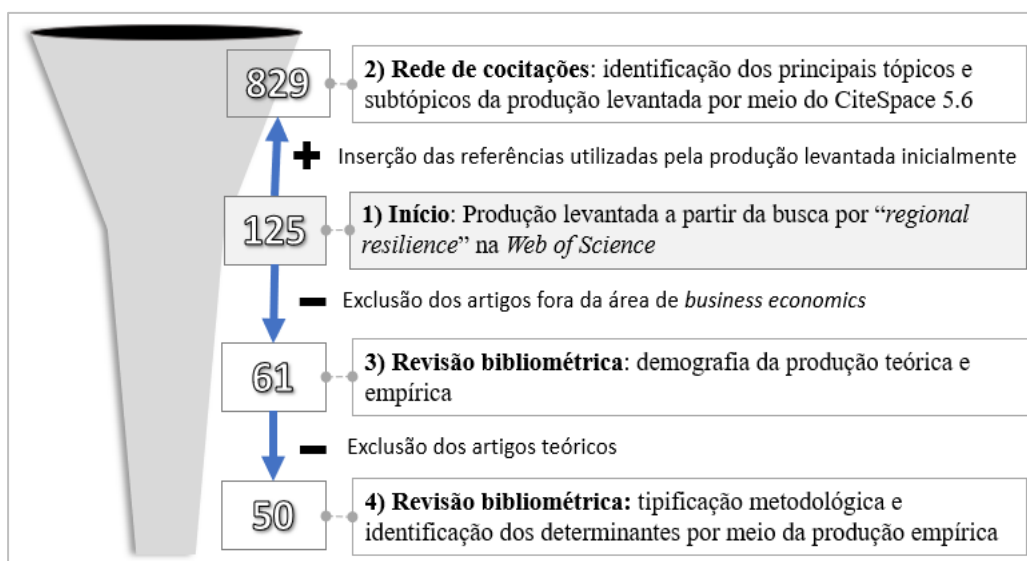 829
2) Rede de cocitações: identificação dos principais tópicos e
subtópicos da produção levantada por meio do CiteSpace 5.6
+ Inserção das referências utilizadas pela produção levantada inicialmente
125
1) Início: Produção levantada a partir da busca por “regional
resilience” na Web of Science
– Exclusão dos artigos fora da área de business economics
61
3) Revisão bibliométrica: demografia da produção teórica e
empírica
– Exclusão dos artigos teóricos
50
4) Revisão bibliométrica: tipificação metodológica e
identificação dos determinantes por meio da produção empírica